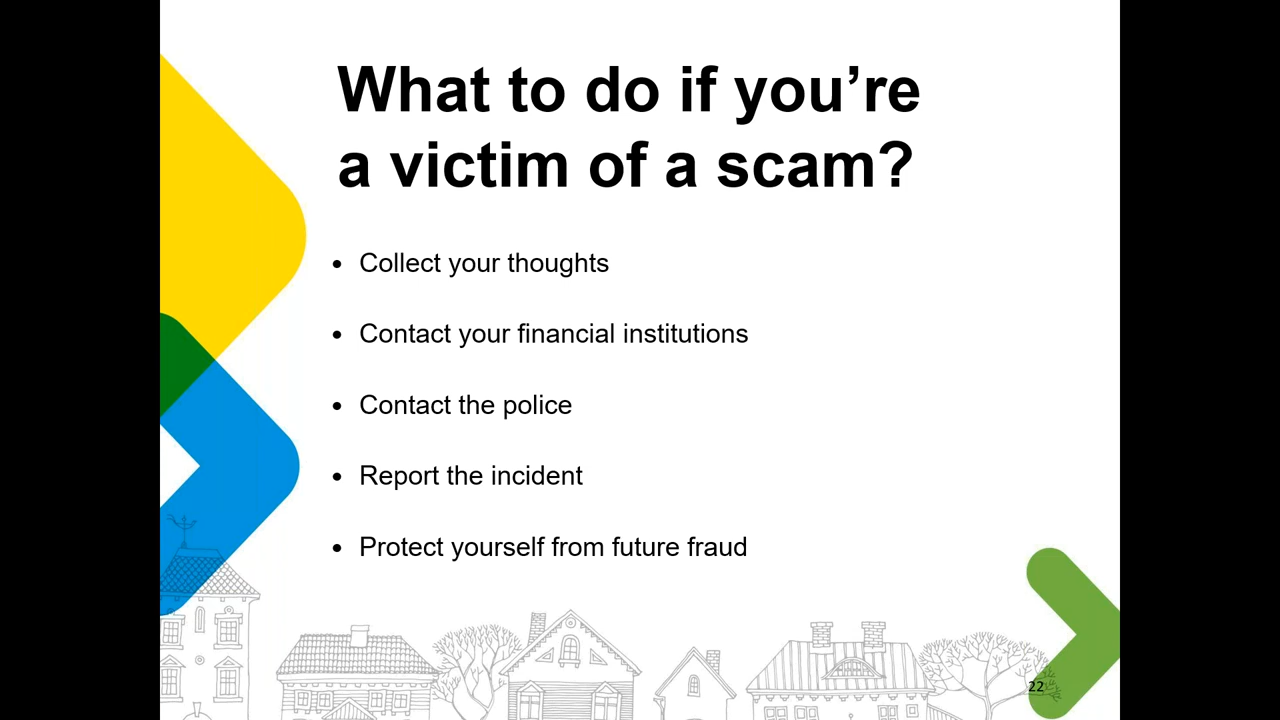 What to do if you’re
a victim of a scam?
• Collect your thoughts
• Contact your financial institutions
• Contact the police
• Report the incident
• Protect yourself from future fraud
22